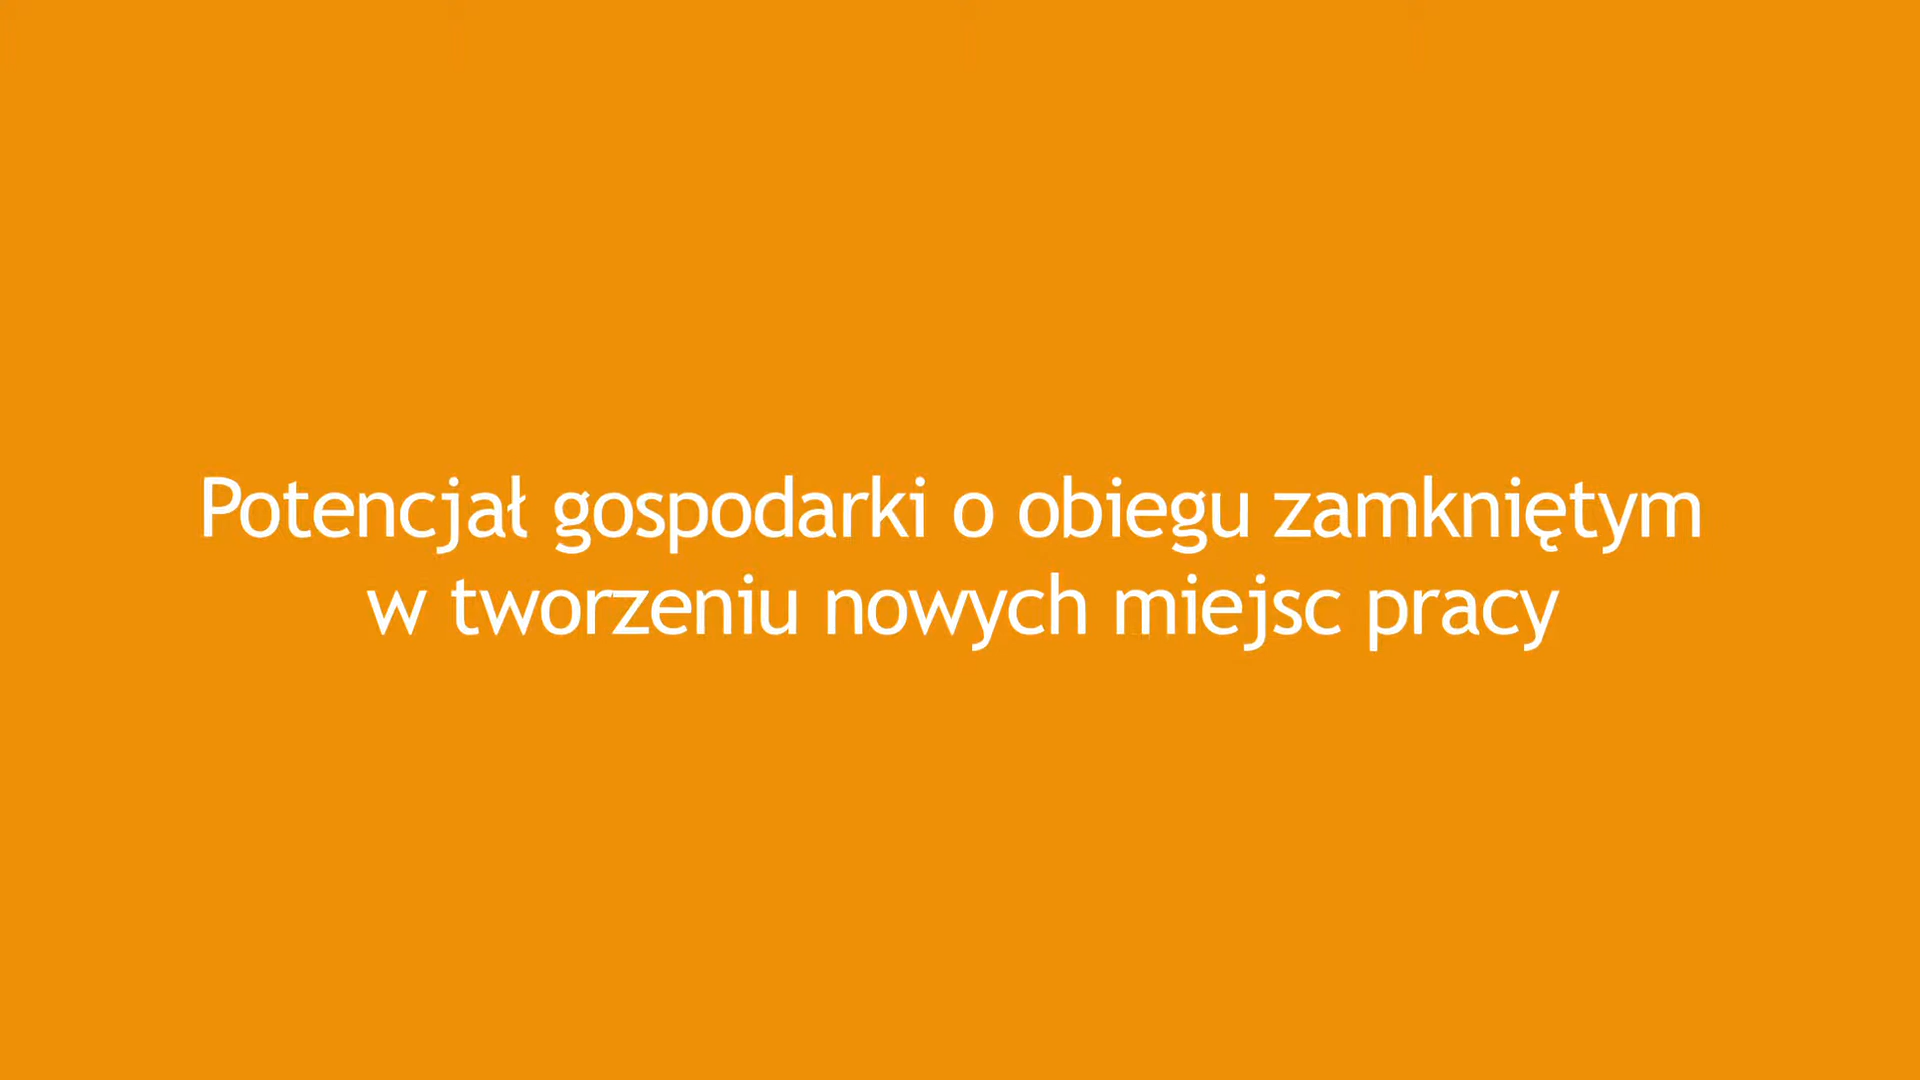 Potencjał gospodarki o obiegu zamkniętym
w tworzeniu nowych miejsc pracy